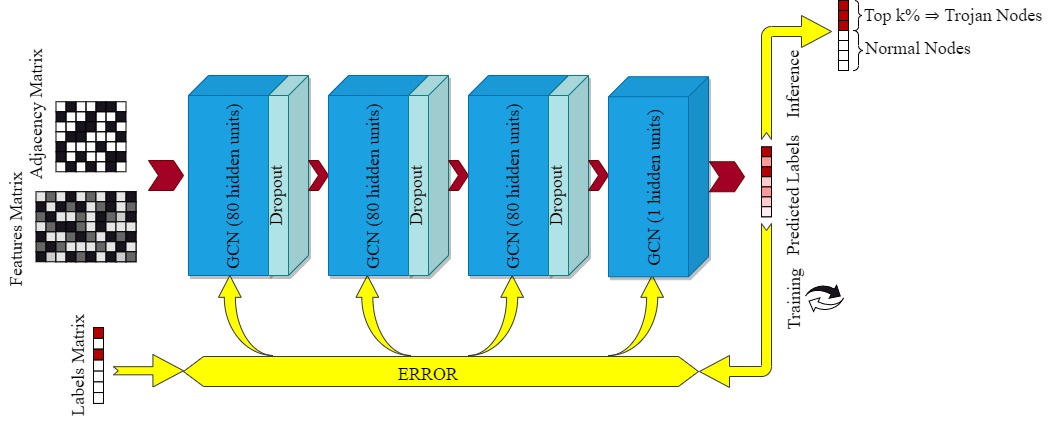 Top k% ⇒ Trojan Nodes
Normal Nodes
Adjacency Matrix
Features Matrix
GCN (80 hidden units)
Dropout
GCN (80 hidden units)
Dropout
GCN (80 hidden units)
Dropout
GCN (1 hidden units)
Inference
Predicted Labels
Training
Labels Matrix
ERROR